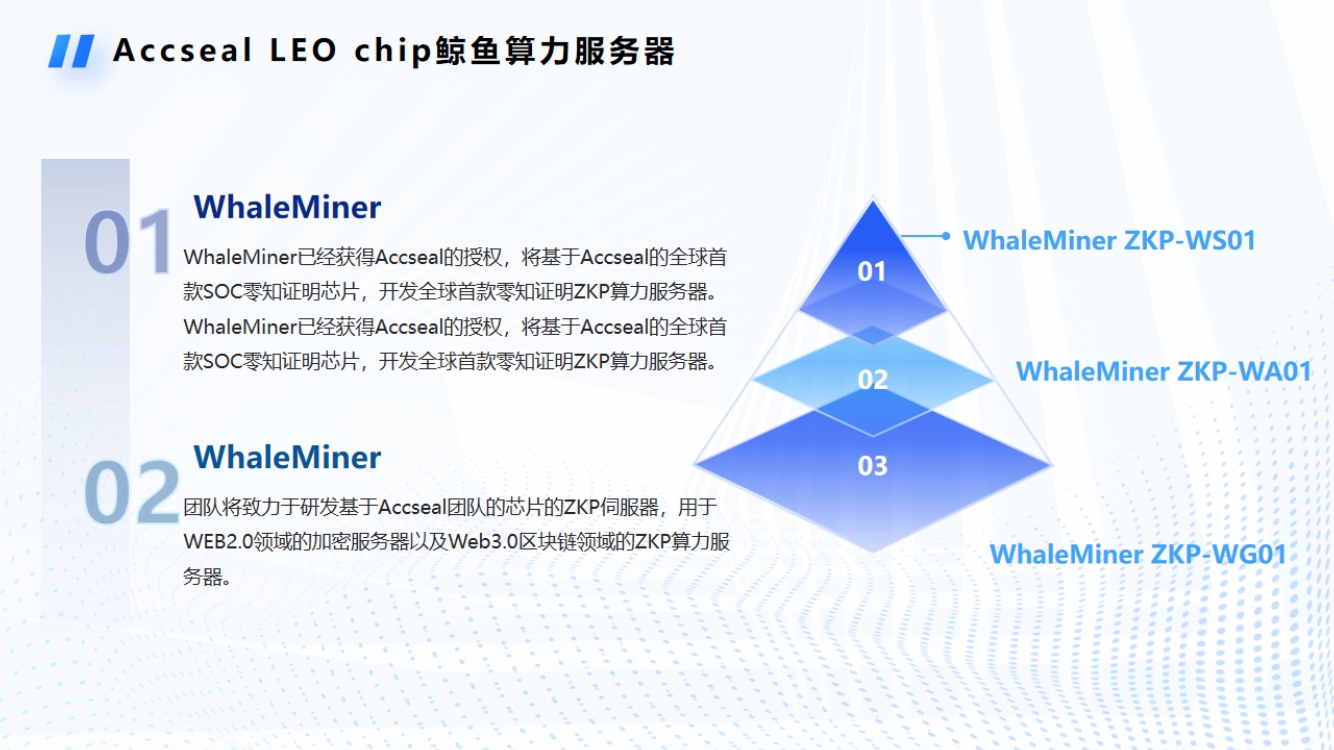 Accseal LEO chip鲸鱼算力服务器
01
WhaleMiner
WhaleMiner已经获得Accseal的授权，将基于Accseal的全球首
款SOC零知证明芯片，开发全球首款零知证明ZKP算力服务器。
WhaleMiner已经获得Accseal的授权，将基于Accseal的全球首
款SOC零知证明芯片，开发全球首款零知证明ZKP算力服务器。
02
WhaleMiner
团队将致力于研发基于Accseal团队的芯片的ZKP伺服器，用于
WEB2.0领域的加密服务器以及Web3.0区块链领域的ZKP算力服
务器。
01
WhaleMiner ZKP-WS01
02
WhaleMiner ZKP-WA01
03
WhaleMiner ZKP-WG01